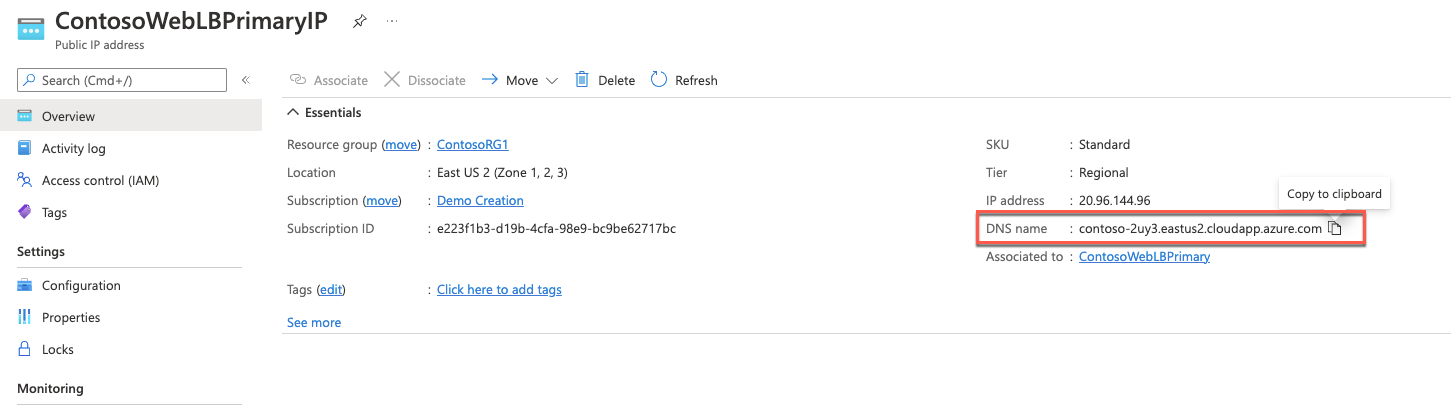 ContosoWebLBPrimaryIP
Public IP address
Search (Cmd+/)
Associate Dissociate Move Delete Refresh
Overview
Activity log
Access control (IAM)
Tags
Settings
Configuration
Properties
Locks
Monitoring
Essentials
Resource group (move) : ContosoRG1
Location : East US 2 (Zone 1, 2, 3)
Subscription (move) : Demo Creation
Subscription ID : e223f1b3-d19b-4cfa-98e9-bc9be62717bc
Tags (edit) : Click here to add tags
See more
SKU : Standard
Tier : Regional
Copy to clipboard
IP address : 20.96.144.96
DNS name : contoso-2uy3.eastus2.cloudapp.azure.com
Associated to : ContosoWebLBPrimary